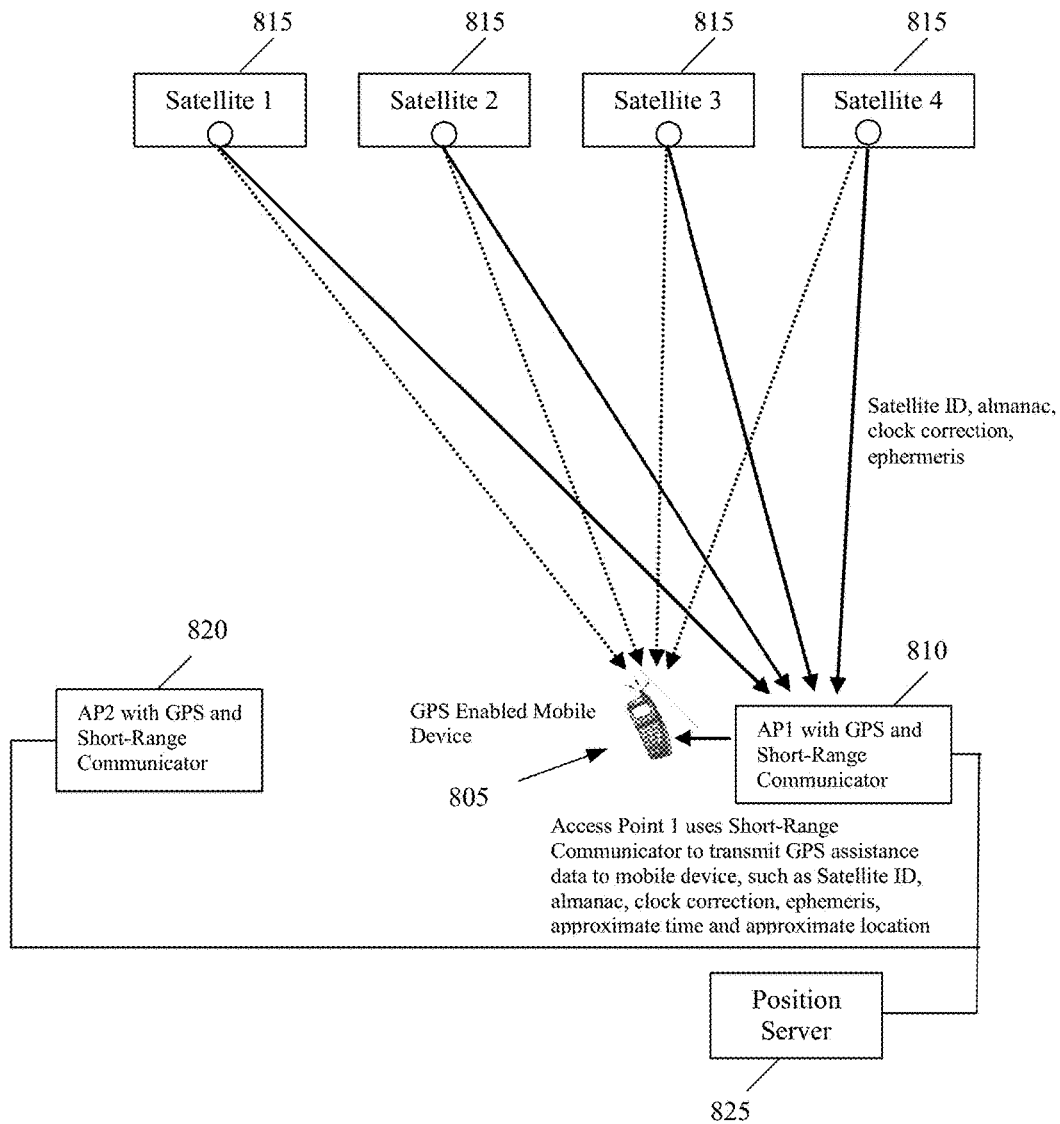 815
815
815
815
Satellite 1
Satellite 2
Satellite 3
Satellite 4
Satellite ID, almanac,
clock correction,
ephermeris
820
810
AP2 with GPS and
Short-Range
Communicator
GPS Enabled Mobile
Device
AP1 with GPS and
Short-Range
Communicator
805
Access Point 1 uses Short-Range
Communicator to transmit GPS assistance
data to mobile device, such as Satellite ID,
almanac, clock correction, ephemeris,
approximate time and approximate location
Position
Server
825